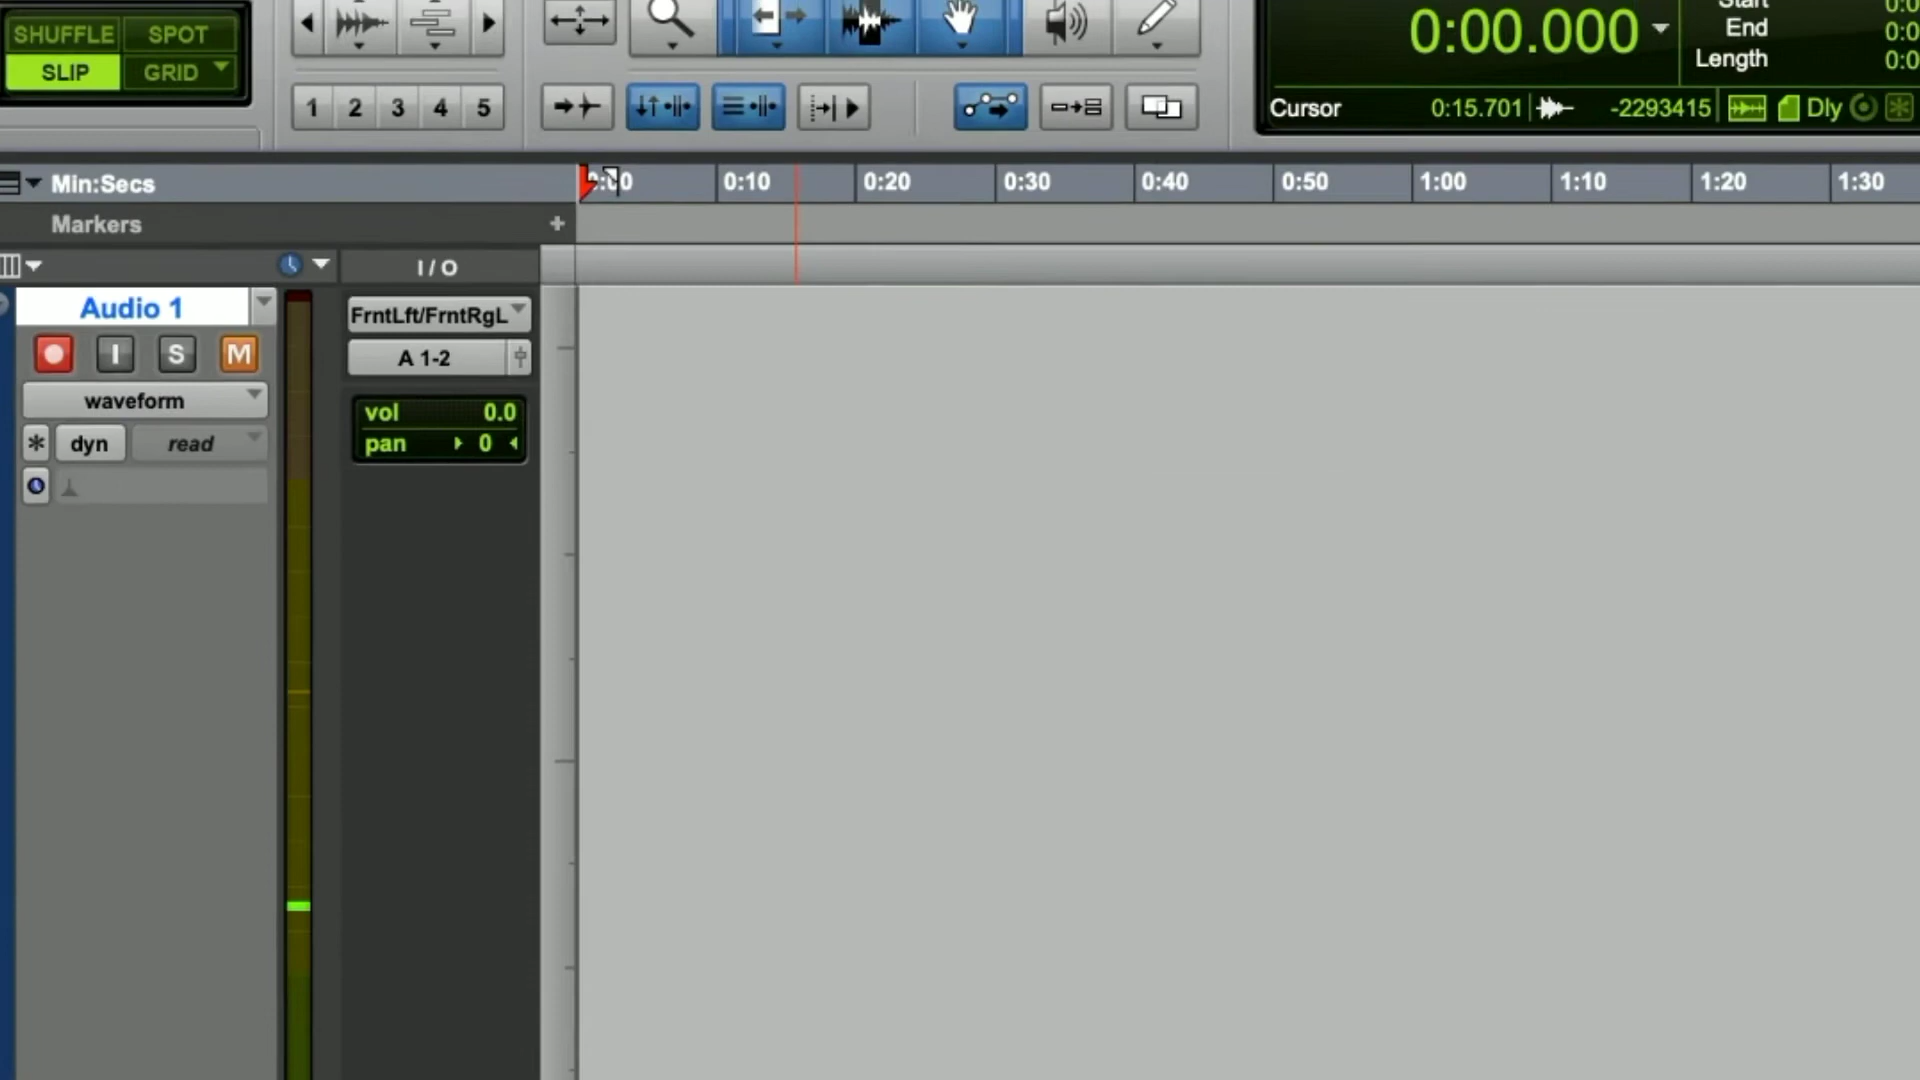 SHUFFLE SPOT
SLIP GRID
1 2 3 4 5
0:00.000
Start
End
Length
Cursor 0:15.701 -2293415 Dly
Min:Secs
0:10 0:20 0:30 0:40 0:50 1:00 1:10 1:20 1:30
Markers +
I / O
Audio 1
FrntLft/FrntRgL
I S M
A 1-2
waveform
vol 0.0
pan 0
dyn read